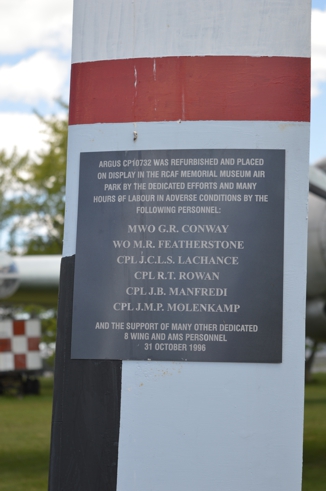 ARGUS CP10732 WAS REFURBISHED AND PLACED
ON DISPLAY IN THE RCAF MEMORIAL MUSEUM AIR
PARK BY THE DEDICATED EFFORTS AND MANY
HOURS OF LABOUR IN ADVERSE CONDITIONS BY THE
FOLLOWING PERSONNEL:
MWO G.R. CONWAY
WO M.R. FEATHERSTONE
CPL J.C.L.S. LACHANCE
CPL R.T. ROWAN
CPL J.B. MANFREDI
CPL J.M.P. MOLENKAMP
AND THE SUPPORT OF MANY OTHER DEDICATED
8 WING AND AMS PERSONNEL
31 OCTOBER 1996